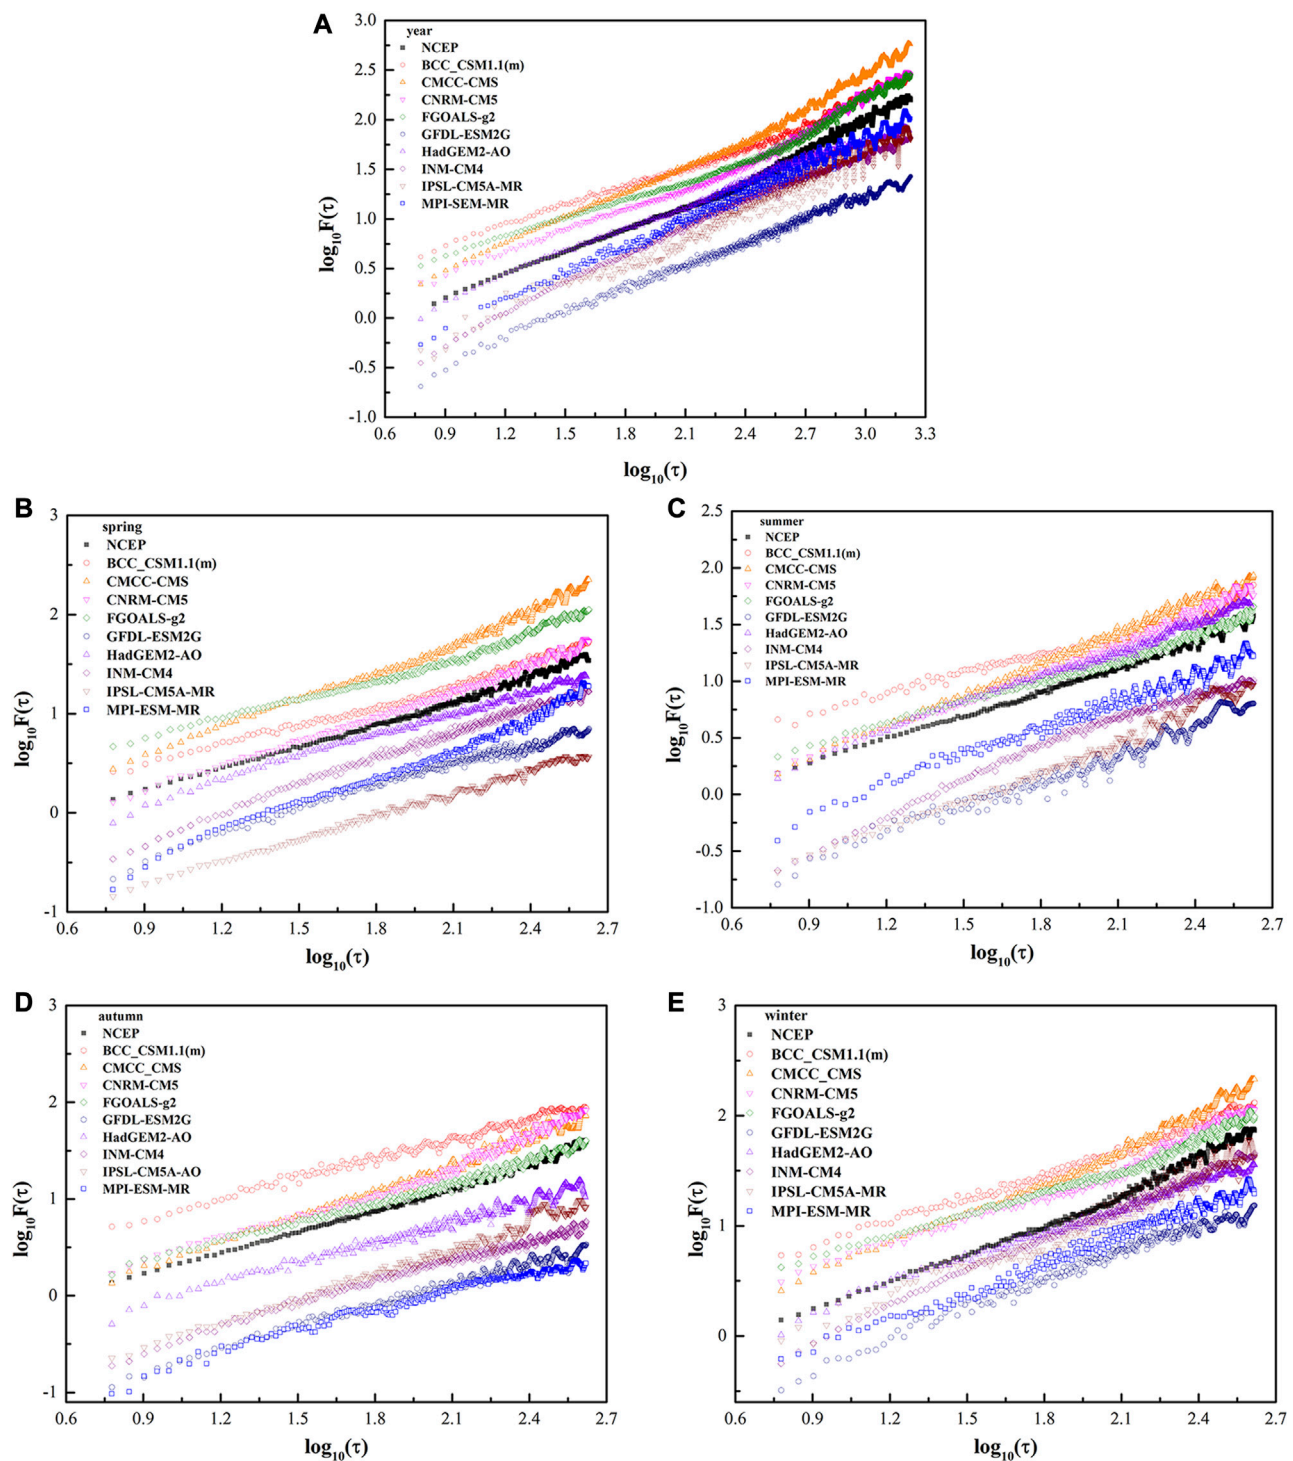 A
year
NCEP
BCC_CSM1.1(m)
CMCC-CMS
CNRM-CM5
FGOALS-g2
GFDL-ESM2G
HadGEM2-AO
INM-CM4
IPSL-CM5A-MR
MPI-SEM-MR
3.0
2.5
2.0
1.5
1.0
0.5
0.0
-0.5
-1.0
log10F(τ)
0.6 0.9 1.2 1.5 1.8 2.1 2.4 2.7 3.0 3.3
log10(τ)
B
spring
NCEP
BCC_CSM1.1(m)
CMCC-CMS
CNRM-CM5
FGOALS-g2
GFDL-ESM2G
HadGEM2-AO
INM-CM4
IPSL-CM5A-MR
MPI-ESM-MR
3
2
1
0
-1
log10F(τ)
0.6 0.9 1.2 1.5 1.8 2.1 2.4 2.7
log10(τ)
C
summer
NCEP
BCC_CSM1.1(m)
CMCC-CMS
CNRM-CM5
FGOALS-g2
GFDL-ESM2G
HadGEM2-AO
INM-CM4
IPSL-CM5A-MR
MPI-ESM-MR
2.5
2.0
1.5
1.0
0.5
0.0
-0.5
-1.0
log10F(τ)
0.6 0.9 1.2 1.5 1.8 2.1 2.4 2.7
log10(τ)
D
autumn
NCEP
BCC_CSM1.1(m)
CMCC_CMS
CNRM-CM5
FGOALS-g2
GFDL-ESM2G
HadGEM2-AO
INM-CM4
IPSL-CM5A-AO
MPI-ESM-MR
3
2
1
0
-1
log10F(τ)
0.6 0.9 1.2 1.5 1.8 2.1 2.4 2.7
log10(τ)
E
winter
NCEP
BCC_CSM1.1(m)
CMCC_CMS
CNRM-CM5
FGOALS-g2
GFDL-ESM2G
HadGEM2-AO
INM-CM4
IPSL-CM5A-MR
MPI-ESM-MR
3
2
1
0
log10F(τ)
0.6 0.9 1.2 1.5 1.8 2.1 2.4 2.7
log10(τ)